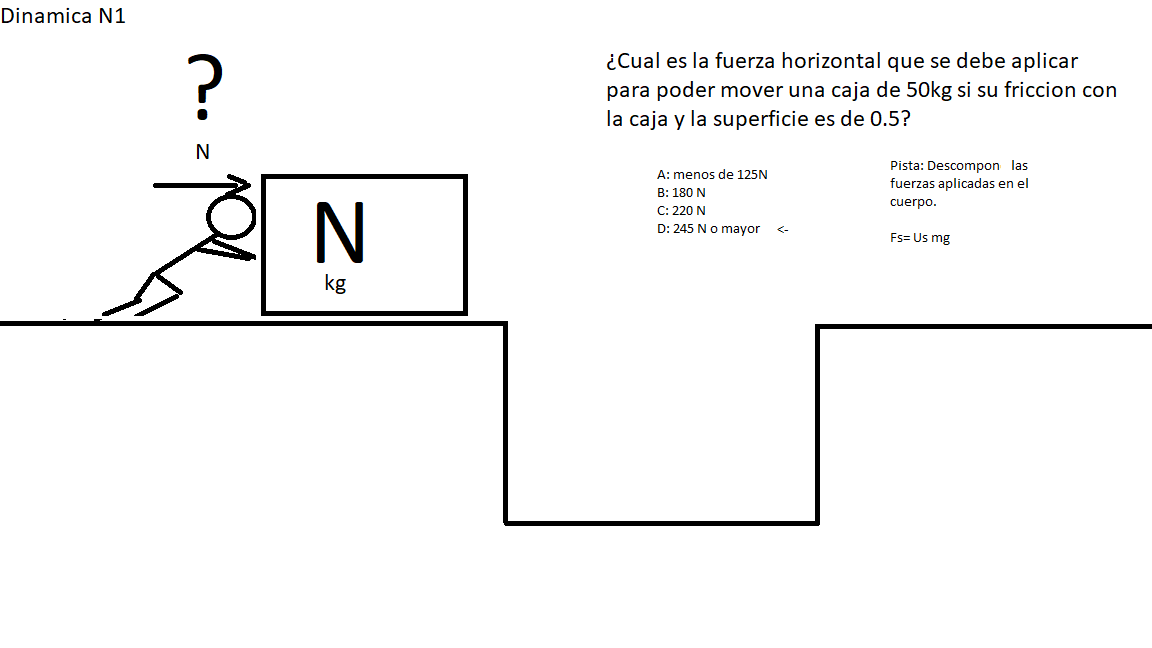 Dinamica N1
?
N
N
kg
¿Cual es la fuerza horizontal que se debe aplicar
para poder mover una caja de 50kg si su friccion con
la caja y la superficie es de 0.5?
A: menos de 125N
B: 180 N
C: 220 N
D: 245 N o mayor <-
Pista: Descompon las
fuerzas aplicadas en el
cuerpo.
Fs= Us mg